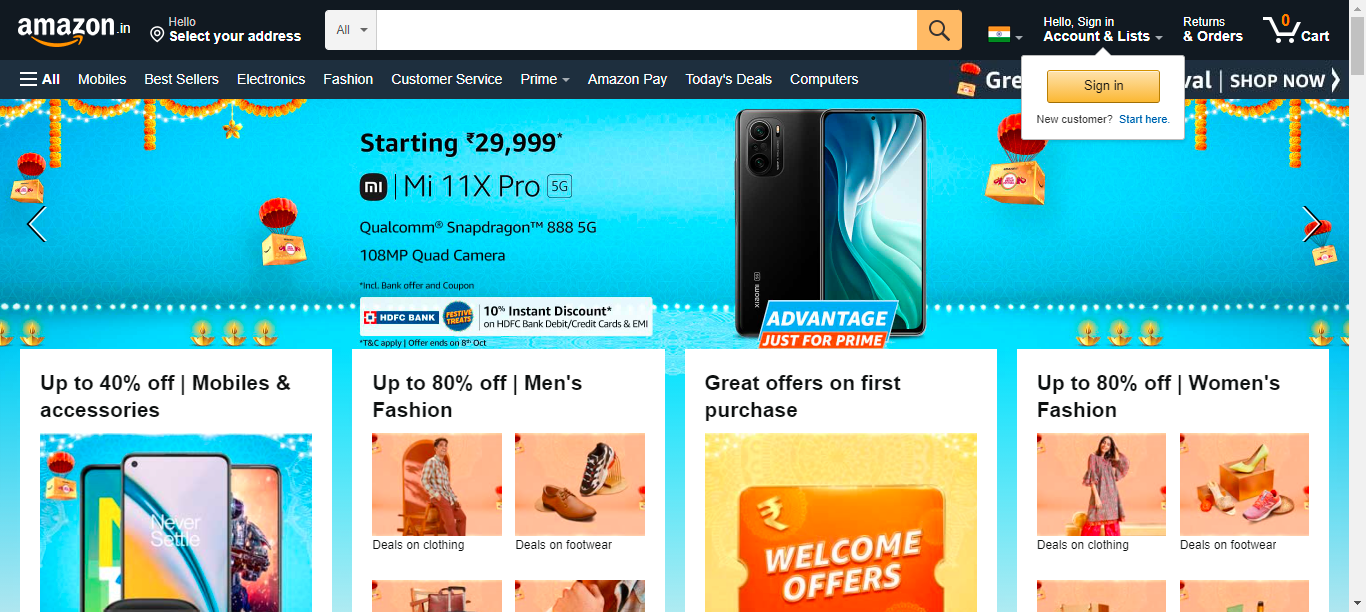 amazon.in
Hello
Select your address
All
Hello, Sign in
Account & Lists
Returns
& Orders
0
Cart
All
Mobiles
Best Sellers
Electronics
Fashion
Customer Service
Prime
Amazon Pay
Today's Deals
Computers
SHOP NOW
Sign in
New customer? Start here.
Starting ₹29,999*
mi | Mi 11X Pro 5G
Qualcomm® Snapdragon™ 888 5G
108MP Quad Camera
*Incl. Bank offer and Coupon
HDFC BANK
FESTIVE
TREATS
10% Instant Discount*
on HDFC Bank Debit/Credit Cards & EMI
*T&C apply | Offer ends on 8th Oct
xiaomi
ADVANTAGE
JUST FOR PRIME
Up to 40% off | Mobiles &
accessories
Never
Settle
Up to 80% off | Men's
Fashion
Deals on clothing
Deals on footwear
Great offers on first
purchase
₹
WELCOME
OFFERS
Up to 80% off | Women's
Fashion
Deals on clothing
Deals on footwear